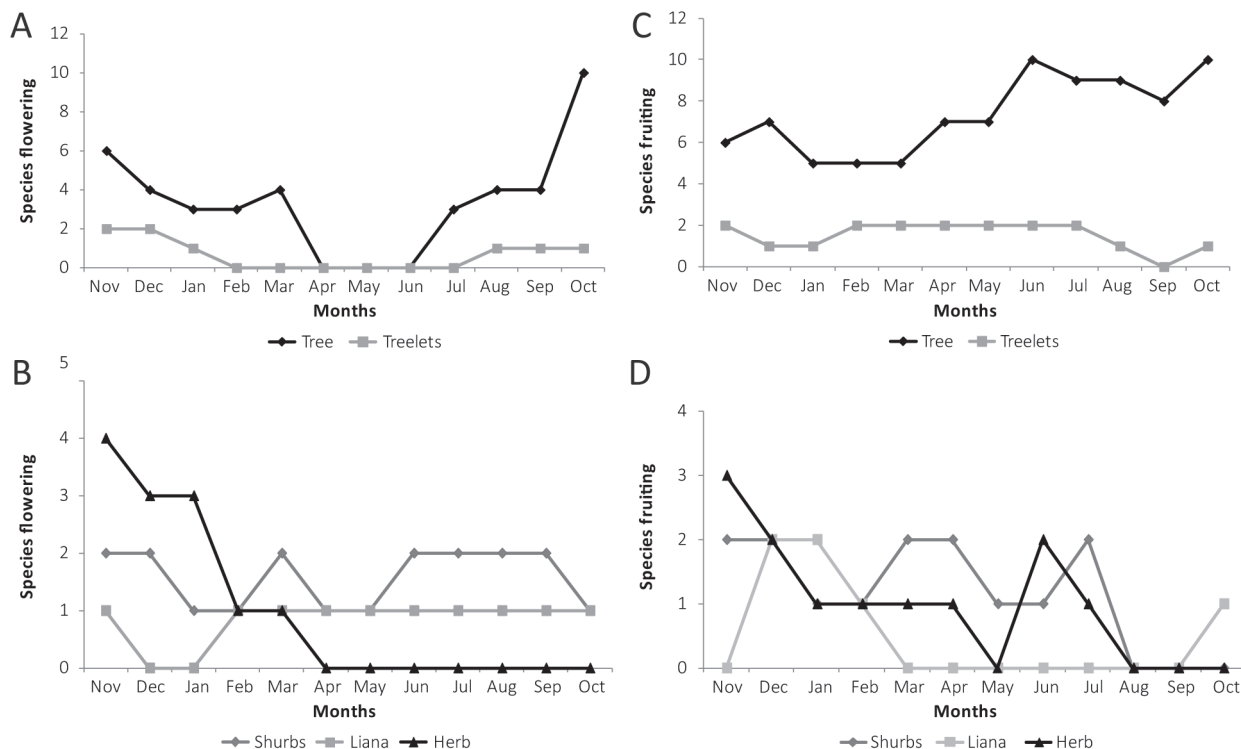 A
12
10
8
6
4
2
0
Species flowering
Nov Dec Jan Feb Mar Apr May Jun Jul Aug Sep Oct
Months
Tree Treelets
C
12
10
8
6
4
2
0
Species fruiting
Nov Dec Jan Feb Mar Apr May Jun Jul Aug Sep Oct
Months
Tree Treelets
B
5
4
3
2
1
0
Species flowering
Nov Dec Jan Feb Mar Apr May Jun Jul Aug Sep Oct
Months
Shurbs Liana Herb
D
4
3
2
1
0
Species fruiting
Nov Dec Jan Feb Mar Apr May Jun Jul Aug Sep Oct
Months
Shurbs Liana Herb